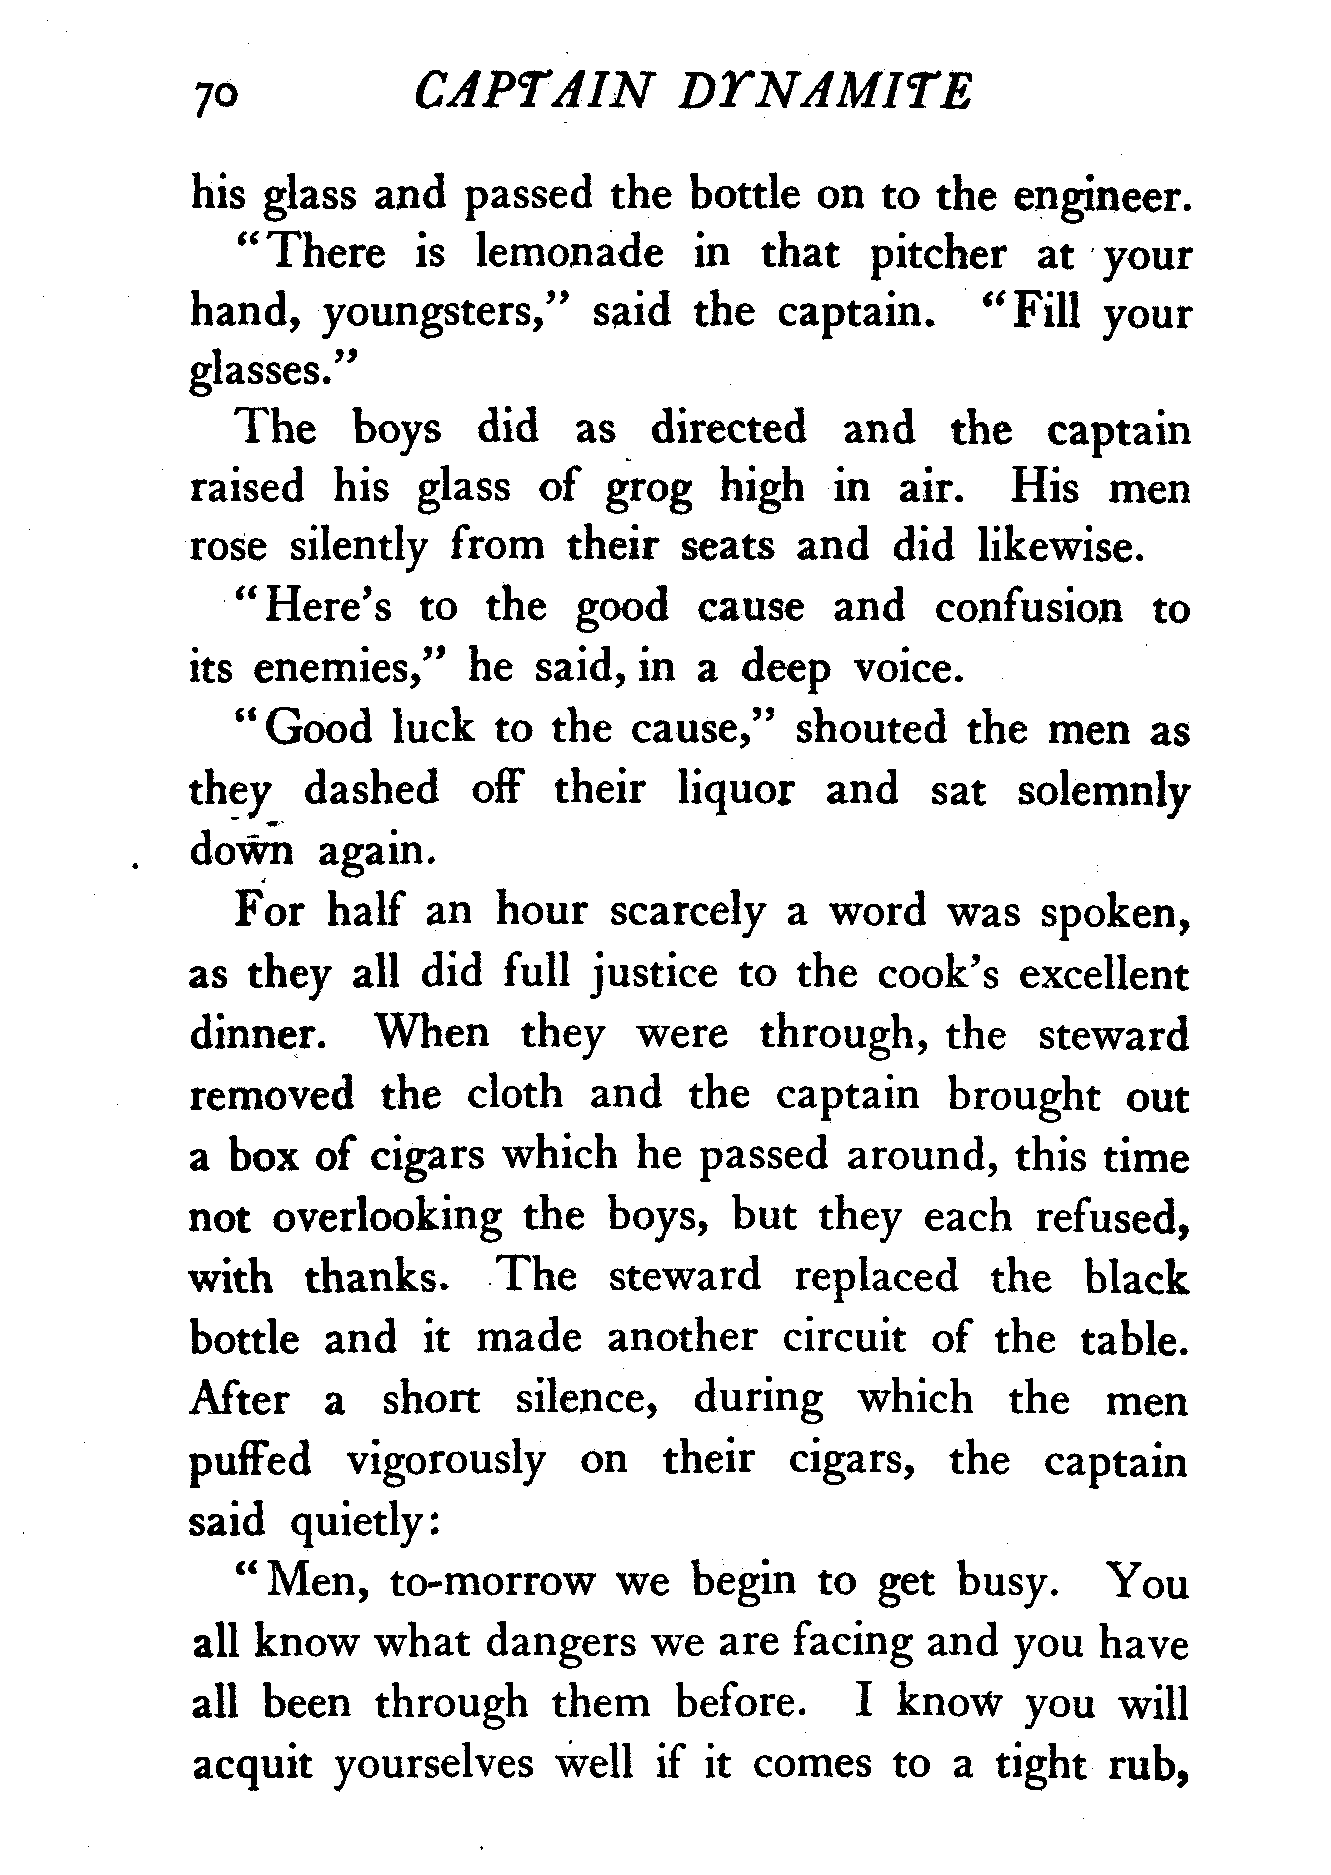 70 CAPTAIN DYNAMITE
his glass and passed the bottle on to the engineer.
"There is lemonade in that pitcher at your
hand, youngsters," said the captain. "Fill your
glasses."
The boys did as directed and the captain
raised his glass of grog high in air. His men
rose silently from their seats and did likewise.
"Here's to the good cause and confusion to
its enemies," he said, in a deep voice.
"Good luck to the cause," shouted the men as
they dashed off their liquor and sat solemnly
down again.
For half an hour scarcely a word was spoken,
as they all did full justice to the cook's excellent
dinner. When they were through, the steward
removed the cloth and the captain brought out
a box of cigars which he passed around, this time
not overlooking the boys, but they each refused,
with thanks. The steward replaced the black
bottle and it made another circuit of the table.
After a short silence, during which the men
puffed vigorously on their cigars, the captain
said quietly:
"Men, to-morrow we begin to get busy. You
all know what dangers we are facing and you have
all been through them before. I know you will
acquit yourselves well if it comes to a tight rub,